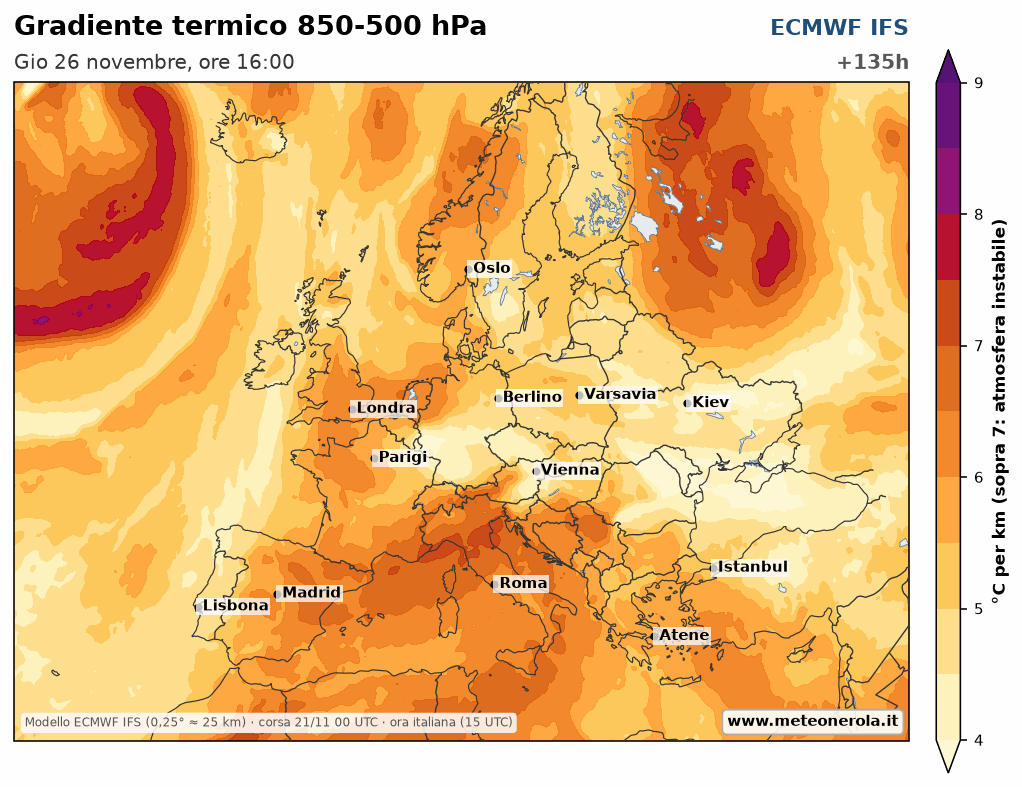 Gradiente termico 850-500 hPa
ECMWF IFS
Gio 26 novembre, ore 16:00
+135h
Oslo
Londra
Berlino
Varsavia
Kiev
Parigi
Vienna
Istanbul
Roma
Madrid
Lisbona
Atene
Modello ECMWF IFS (0,25° ≈ 25 km) · corsa 21/11 00 UTC · ora italiana (15 UTC)
www.meteonerola.it
9
8
7
6
5
4
°C per km (sopra 7: atmosfera instabile)